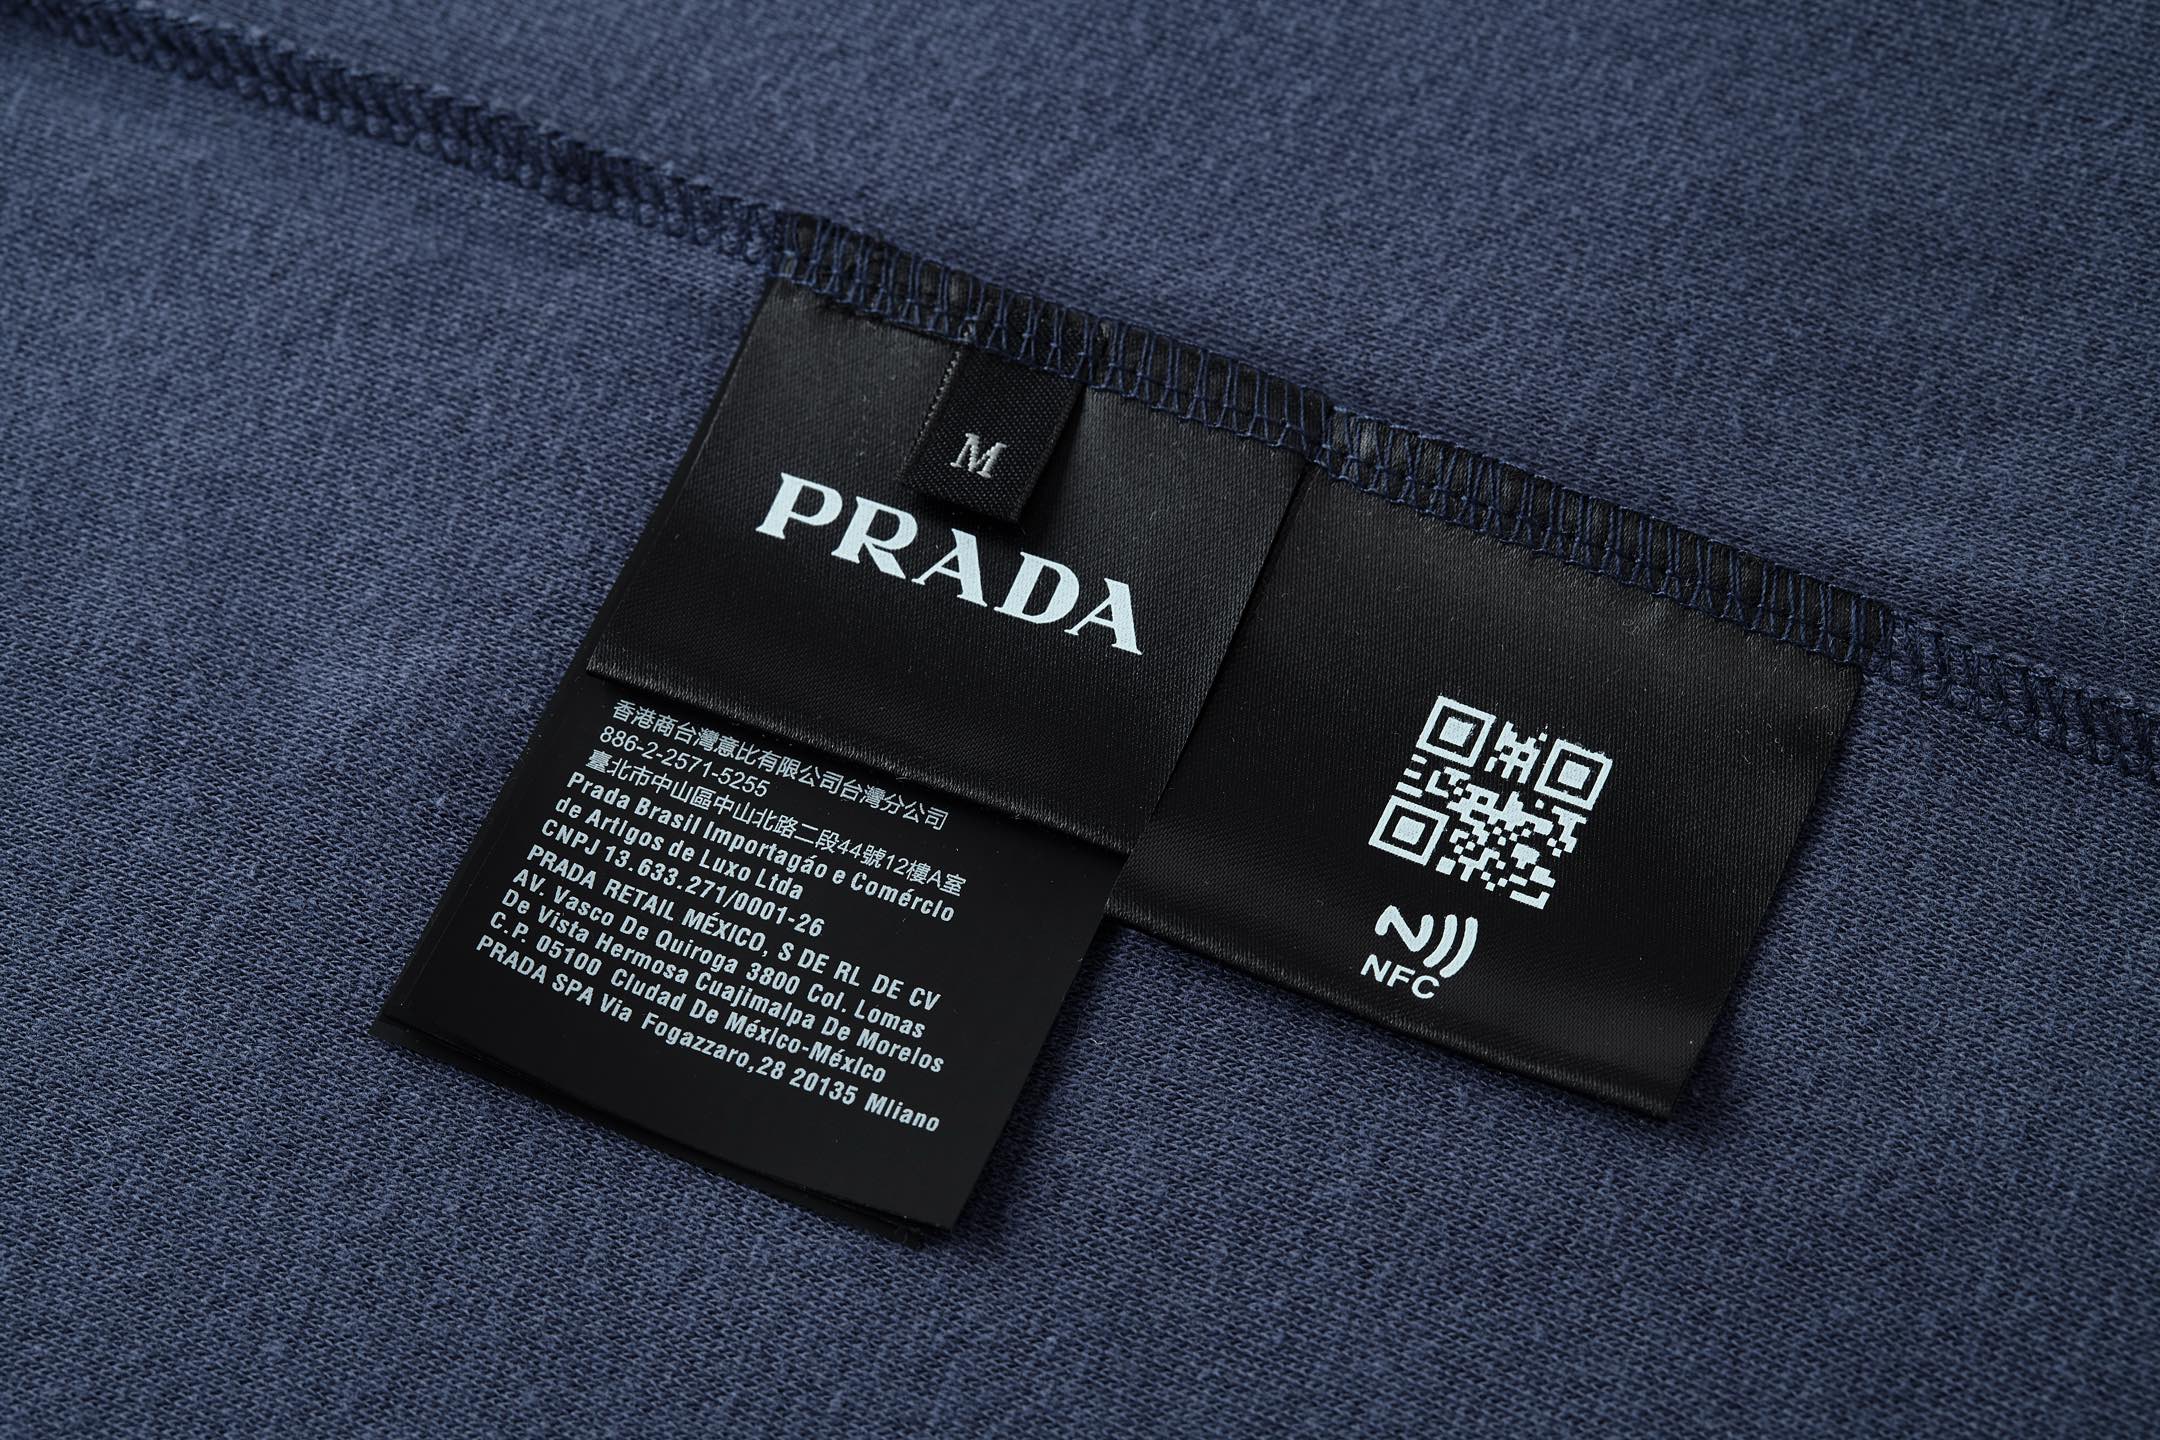 M
PRADA
香港商台灣意比有限公司台灣分公司
886-2-2571-5255
臺北市中山區中山北路二段44號12樓A室
Prada Brasil Importagáo e Comérclo
de Artlgos de Luxo Ltda
CNPJ 13.633.271/0001-26
PRADA RETAIL MÉXICO, S DE RL DE CV
AV. Vasco De Quiroga 3800 Col. Lomas
De Vista Hermosa Cuajimalpa De Morelos
C.P. 05100 Cludad De México-México
PRADA SPA Via Fogazzaro,28 20135 Mliano
NFC